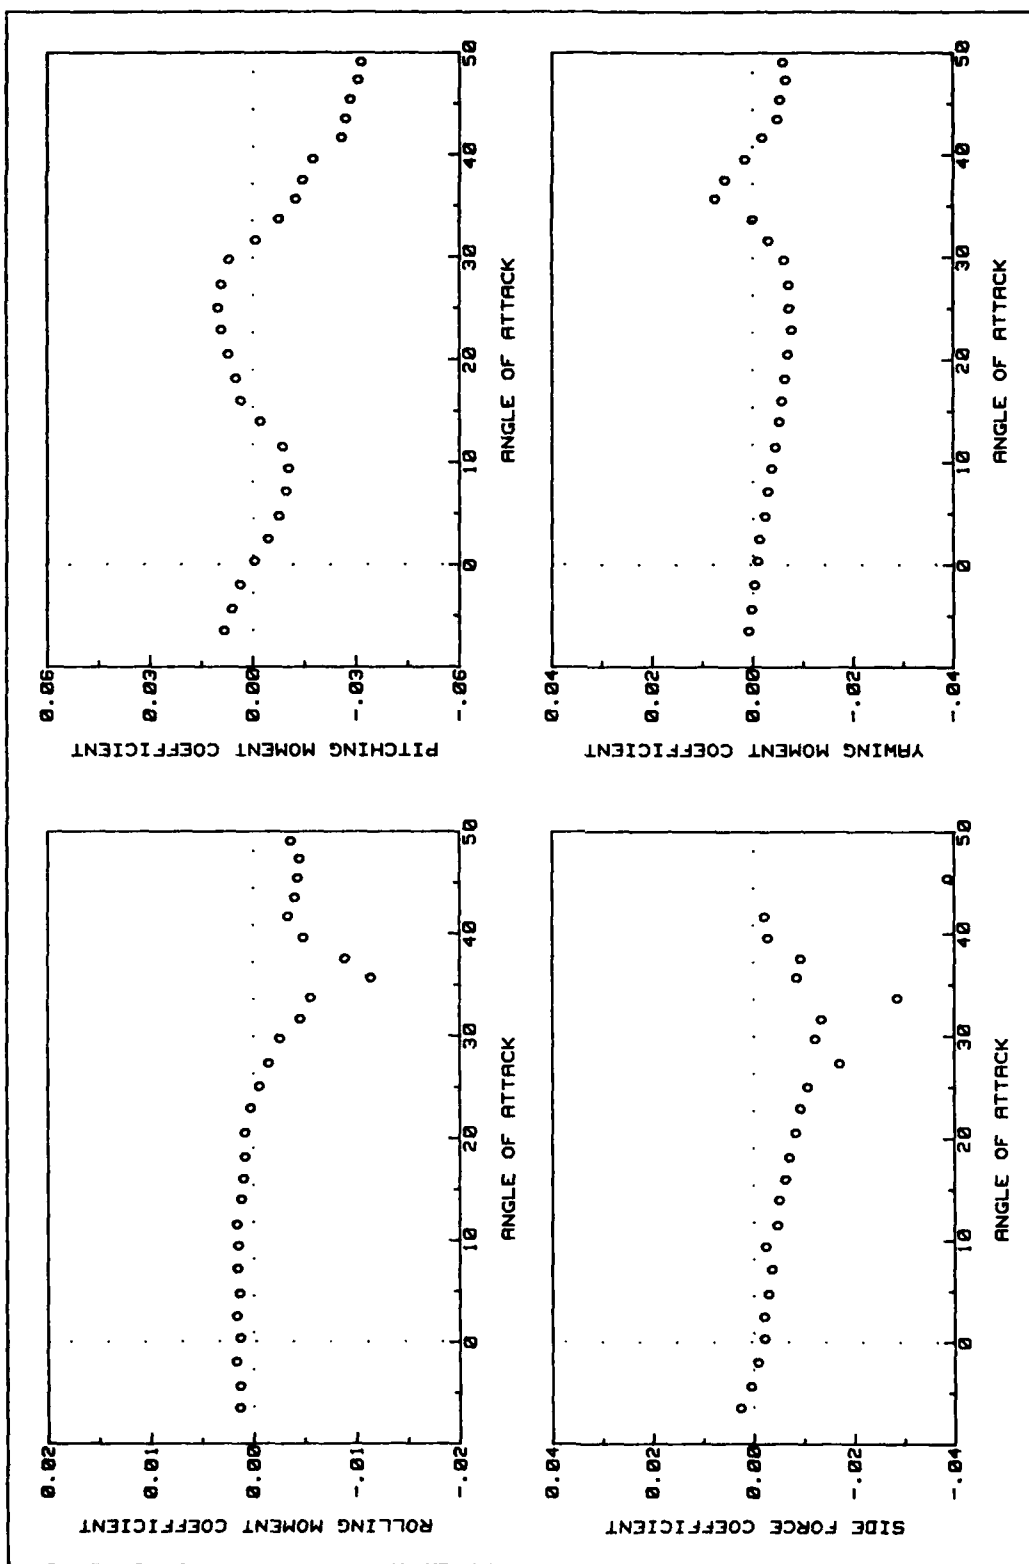 ROLLING MOMENT COEFFICIENT
0.02
0.01
0.00
-.01
-.02
0 10 20 30 40 50
ANGLE OF ATTACK
PITCHING MOMENT COEFFICIENT
0.06
0.03
0.00
-.03
-.06
0 10 20 30 40 50
ANGLE OF ATTACK
SIDE FORCE COEFFICIENT
0.04
0.02
0.00
-.02
-.04
0 10 20 30 40 50
ANGLE OF ATTACK
YAWING MOMENT COEFFICIENT
0.04
0.02
0.00
-.02
-.04
0 10 20 30 40 50
ANGLE OF ATTACK